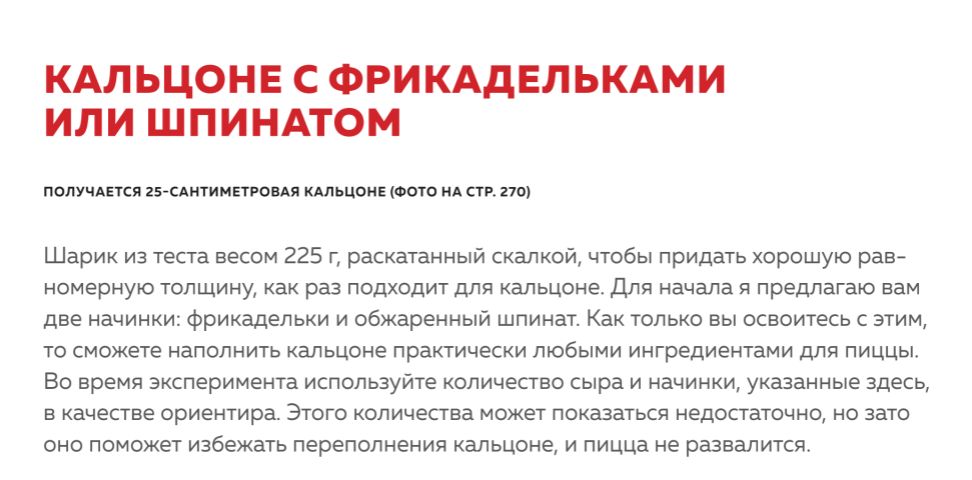 КАЛЬЦОНЕ С ФРИКАДЕЛЬКАМИ
ИЛИ ШПИНАТОМ
ПОЛУЧАЕТСЯ 25-САНТИМЕТРОВАЯ КАЛЬЦОНЕ (ФОТО НА СТР. 270)
Шарик из теста весом 225 г, раскатанный скалкой, чтобы придать хорошую рав-
номерную толщину, как раз подходит для кальцоне. Для начала я предлагаю вам
две начинки: фрикадельки и обжаренный шпинат. Как только вы освоитесь с этим,
то сможете наполнить кальцоне практически любыми ингредиентами для пиццы.
Во время эксперимента используйте количество сыра и начинки, указанные здесь,
в качестве ориентира. Этого количества может показаться недостаточно, но зато
оно поможет избежать переполнения кальцоне, и пицца не развалится.